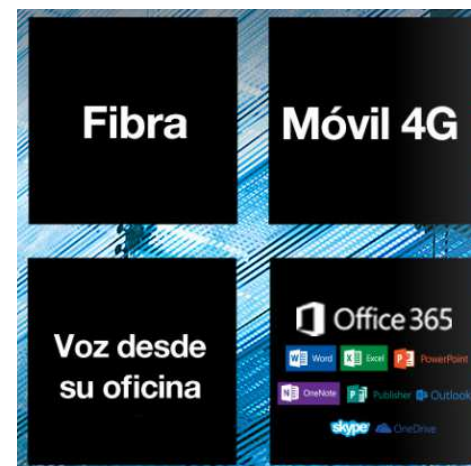 Fibra
Móvil 4G
Voz desde
su oficina
Office 365
Word Excel PowerPoint
OneNote Publisher Outlook
skype OneDrive